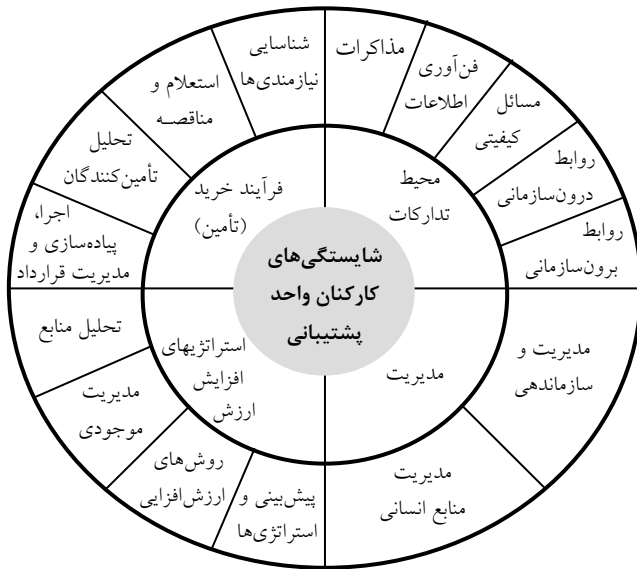 شایستگی‌های
کارکنان واحد
پشتیبانی
محیط
تدارکات
فرآیند خرید
(تأمین)
استراتژیهای
افزایش
ارزش
مدیریت
مذاکرات
فن‌آوری
اطلاعات
مسائل
کیفیتی
روابط
درون‌سازمانی
روابط
برون‌سازمانی
مدیریت و
سازماندهی
مدیریت
منابع انسانی
پیش‌بینی و
استراتژی‌ها
روش‌های
ارزش‌افزایی
مدیریت
موجودی
تحلیل منابع
اجرا،
پیاده‌سازی و
مدیریت قرارداد
تحلیل
تأمین‌کنندگان
استعلام و
مناقصـه
شناسایی
نیازمندی‌ها